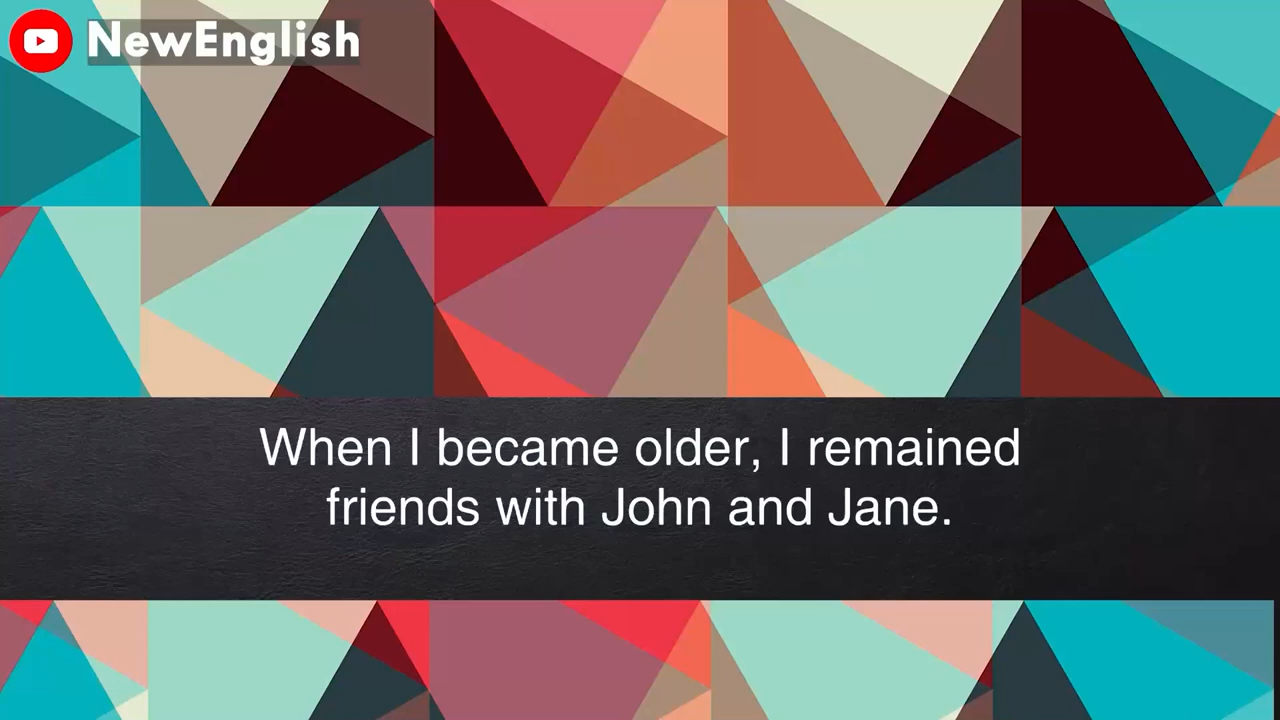 NewEnglish
When I became older, I remained
friends with John and Jane.